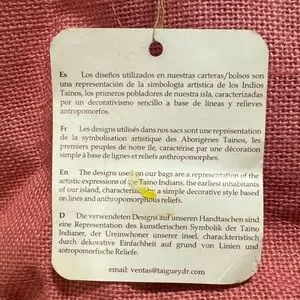 Es Los diseños utilizados en nuestras carteras/bolsos son
una representación de la simbología artística de los Indios
Taínos, los primeros pobladores de nuestra isla, caracterizadas
por un decorativismo sencillo a base de líneas y relieves
antropomorfos.
Fr Les designs utilisés dans nos sacs sont une représentation
de la symbolisation artistique des Aborigènes Tainos, les
premiers peuples de notre île, caractérise par une décoration
simple à base de lignes et reliefs anthropomorphes.
En The designs used on our bags are a representation of the
artistic expressions of the Taino Indians, the earliest inhabitants
of our island, characterized by a simple decorative style based
on lines and anthropomorphous reliefs.
D Die verwendeten Designs auf unseren Handtaschen sind
eine Representation des kunstlerischen Symbolik der Taino
Indianer, der Ureinwohner unserer insel, charackteristisch
durch dekorative Einfachheit auf grund von Linien und
antropomorfische Reliefe.
email: ventas@taigueydr.com